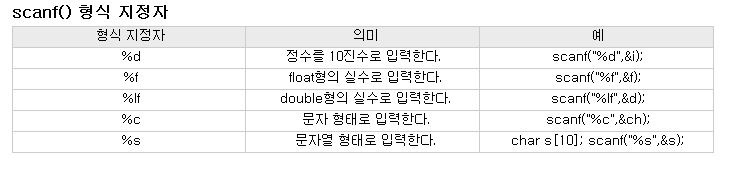 scanf() 형식 지정자
형식 지정자 의미 예
%d 정수를 10진수로 입력한다. scanf("%d",&i);
%f float형의 실수로 입력한다. scanf("%f",&f);
%lf double형의 실수로 입력한다. scanf("%lf",&d);
%c 문자 형태로 입력한다. scanf("%c",&ch);
%s 문자열 형태로 입력한다. char s[10]; scanf("%s",&s);